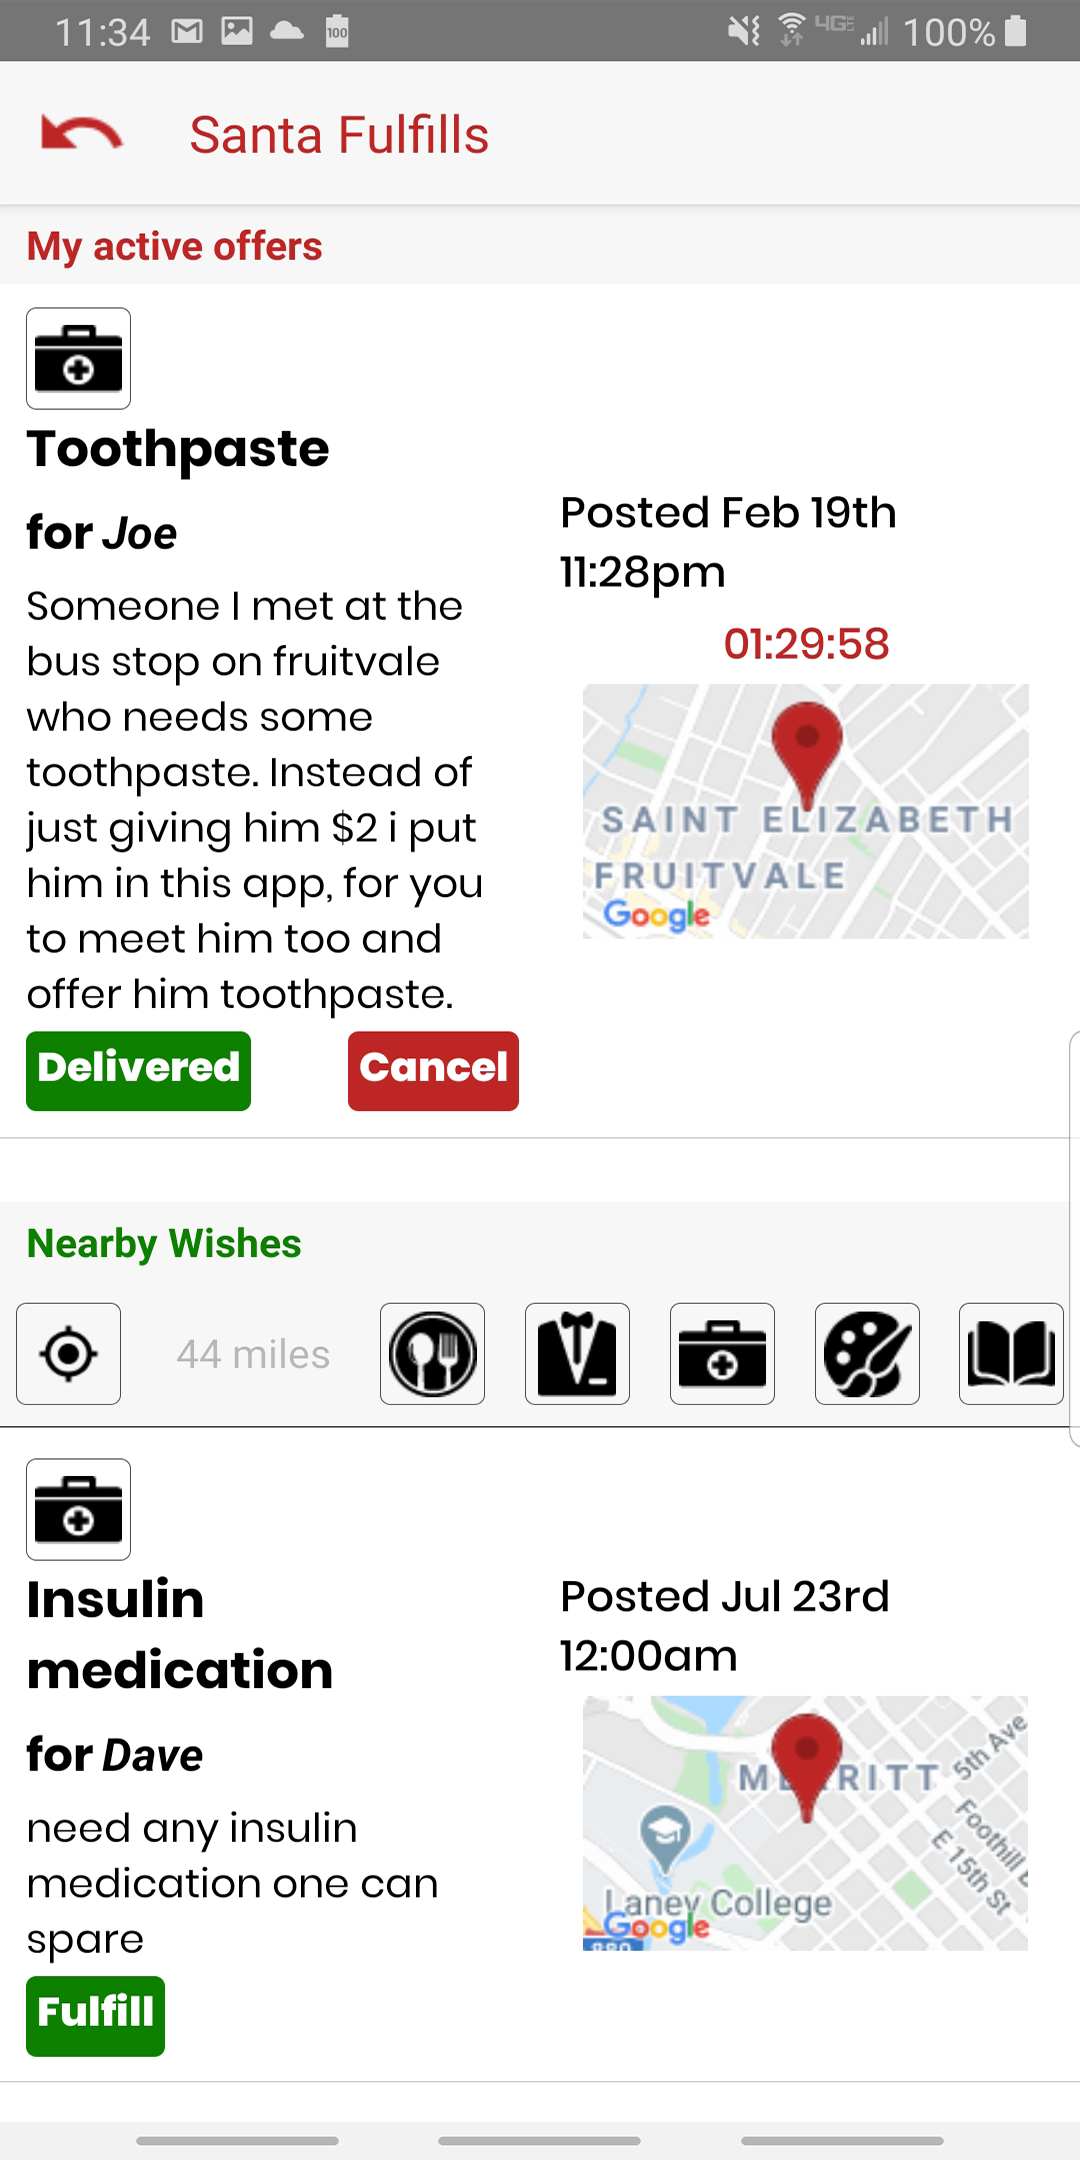 11:34
100
4G
100%
Santa Fulfills
My active offers
Toothpaste
for Joe
Someone I met at the
bus stop on fruitvale
who needs some
toothpaste. Instead of
just giving him $2 i put
him in this app, for you
to meet him too and
offer him toothpaste.
Posted Feb 19th
11:28pm
01:29:58
SAINT ELIZABETH
FRUITVALE
Google
Delivered
Cancel
Nearby Wishes
44 miles
Insulin
medication
for Dave
need any insulin
medication one can
spare
Posted Jul 23rd
12:00am
5th Ave
Foothill
E 15th St
Laney College
Google
880
Fulfill